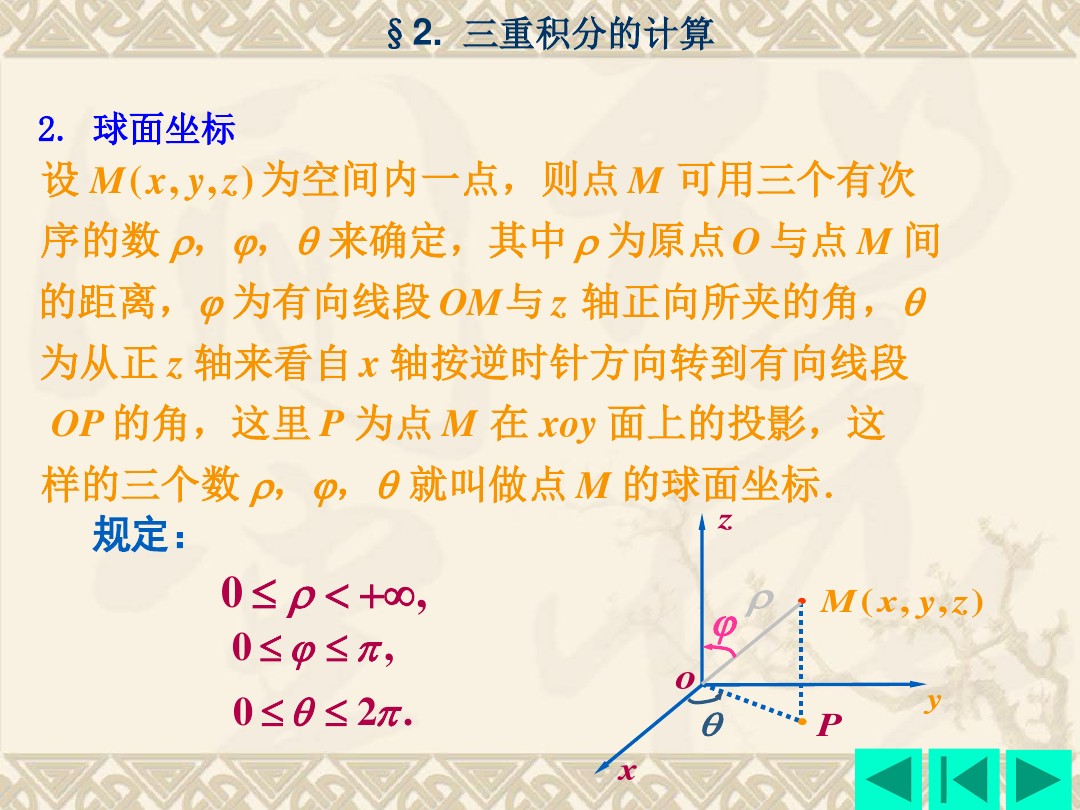 §2. 三重积分的计算
2. 球面坐标
设 M(x, y, z) 为空间内一点，则点 M 可用三个有次
序的数 ρ，φ，θ 来确定，其中 ρ 为原点 O 与点 M 间
的距离，φ 为有向线段 OM 与 z 轴正向所夹的角，θ
为从正 z 轴来看自 x 轴按逆时针方向转到有向线段
OP 的角，这里 P 为点 M 在 xoy 面上的投影，这
样的三个数 ρ，φ，θ 就叫做点 M 的球面坐标．
规定：
0 ≤ ρ < +∞,
0 ≤ φ ≤ π,
0 ≤ θ ≤ 2π.
z
ρ
M(x, y, z)
φ
o
y
θ
P
x